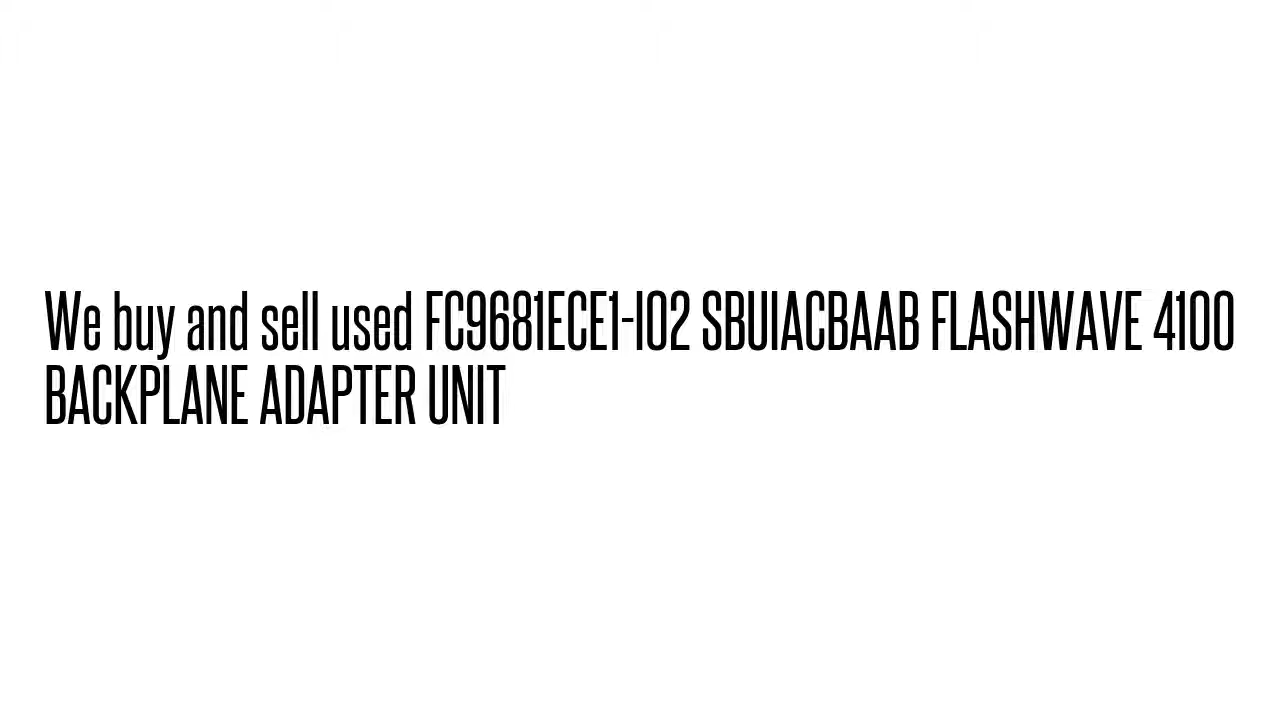 We buy and sell used FC9681ECE1-I02 SBUIACBAAB FLASHWAVE 4100
BACKPLANE ADAPTER UNIT